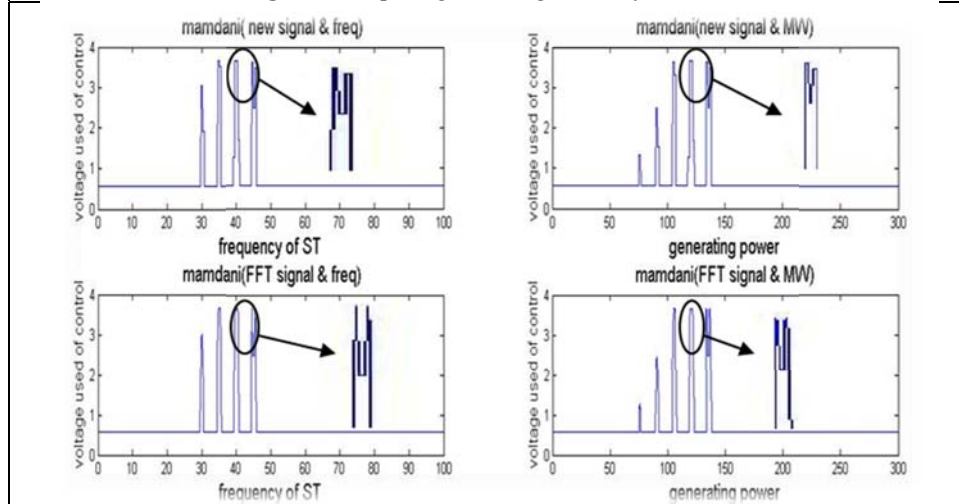 mamdani( new signal & freq)
voltage used of control
4
3
2
1
0
0 10 20 30 40 50 60 70 80 90 100
frequency of ST
mamdani(new signal & MW)
voltage used of control
4
3
2
1
0
0 50 100 150 200 250 300
generating power
mamdani(FFT signal & freq)
voltage used of control
4
3
2
1
0
0 10 20 30 40 50 60 70 80 90 100
frequency of ST
mamdani(FFT signal & MW)
voltage used of control
4
3
2
1
0
0 50 100 150 200 250 300
generating power